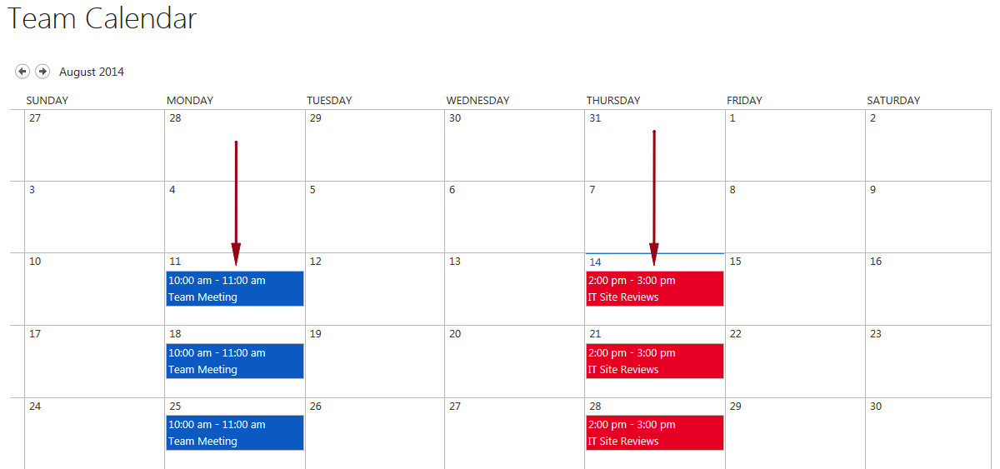 Team Calendar
August 2014
SUNDAY MONDAY TUESDAY WEDNESDAY THURSDAY FRIDAY SATURDAY
27 28 29 30 31 1 2
3 4 5 6 7 8 9
10 11 12 13 14 15 16
10:00 am - 11:00 am 2:00 pm - 3:00 pm
Team Meeting IT Site Reviews
17 18 19 20 21 22 23
10:00 am - 11:00 am 2:00 pm - 3:00 pm
Team Meeting IT Site Reviews
24 25 26 27 28 29 30
10:00 am - 11:00 am 2:00 pm - 3:00 pm
Team Meeting IT Site Reviews